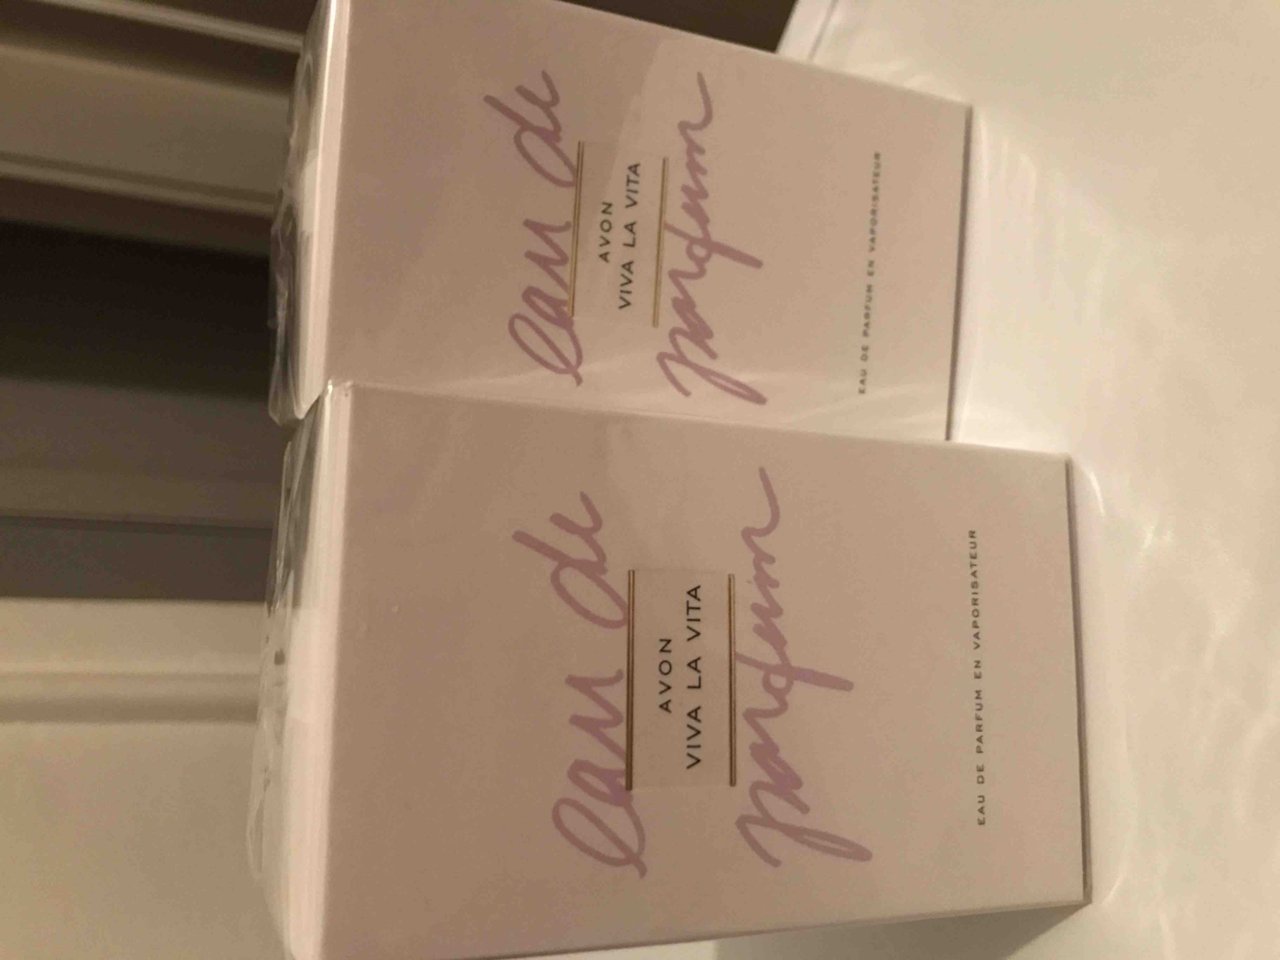 eau de
AVON
VIVA LA VITA
parfum
EAU DE PARFUM EN VAPORISATEUR
eau de
AVON
VIVA LA VITA
parfum
EAU DE PARFUM EN VAPORISATEUR